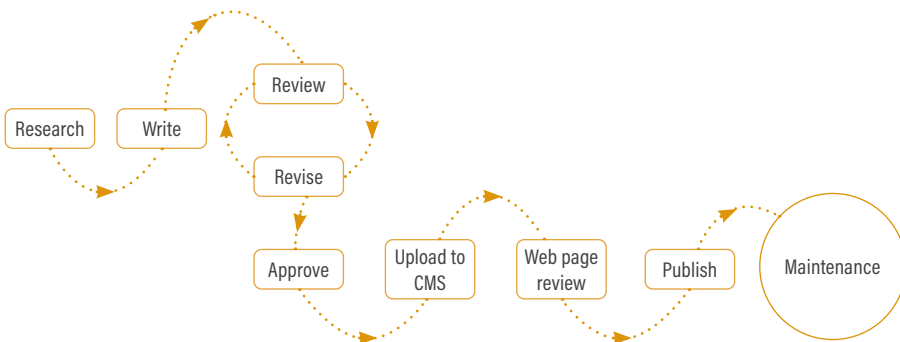 Research
Write
Review
Revise
Approve
Upload to
CMS
Web page
review
Publish
Maintenance